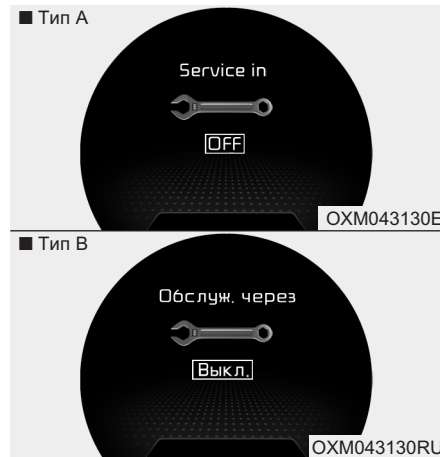 ■ Тип A
Service in
OFF
OXM043130E
■ Тип B
Обслуж. через
Выкл.
OXM043130RU